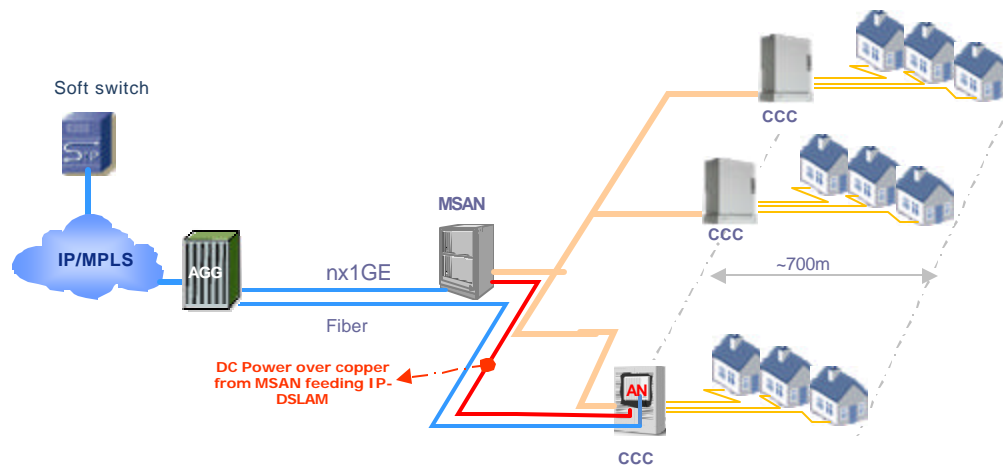 Soft switch
S!P
IP/MPLS
AGG
nx1GE
Fiber
MSAN
DC Power over copper
from MSAN feeding IP-
DSLAM
CCC
CCC
~700m
AN
CCC